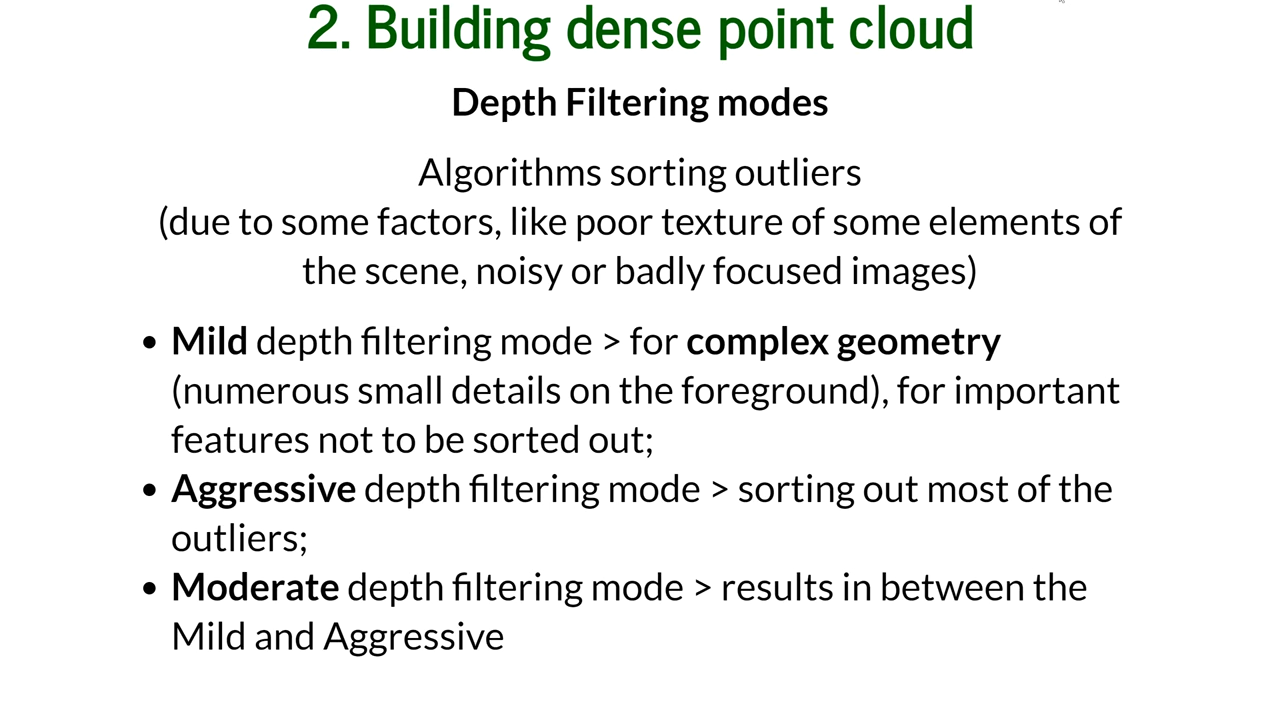 2. Building dense point cloud
Depth Filtering modes
Algorithms sorting outliers
(due to some factors, like poor texture of some elements of
the scene, noisy or badly focused images)
• Mild depth filtering mode > for complex geometry
(numerous small details on the foreground), for important
features not to be sorted out;
• Aggressive depth filtering mode > sorting out most of the
outliers;
• Moderate depth filtering mode > results in between the
Mild and Aggressive